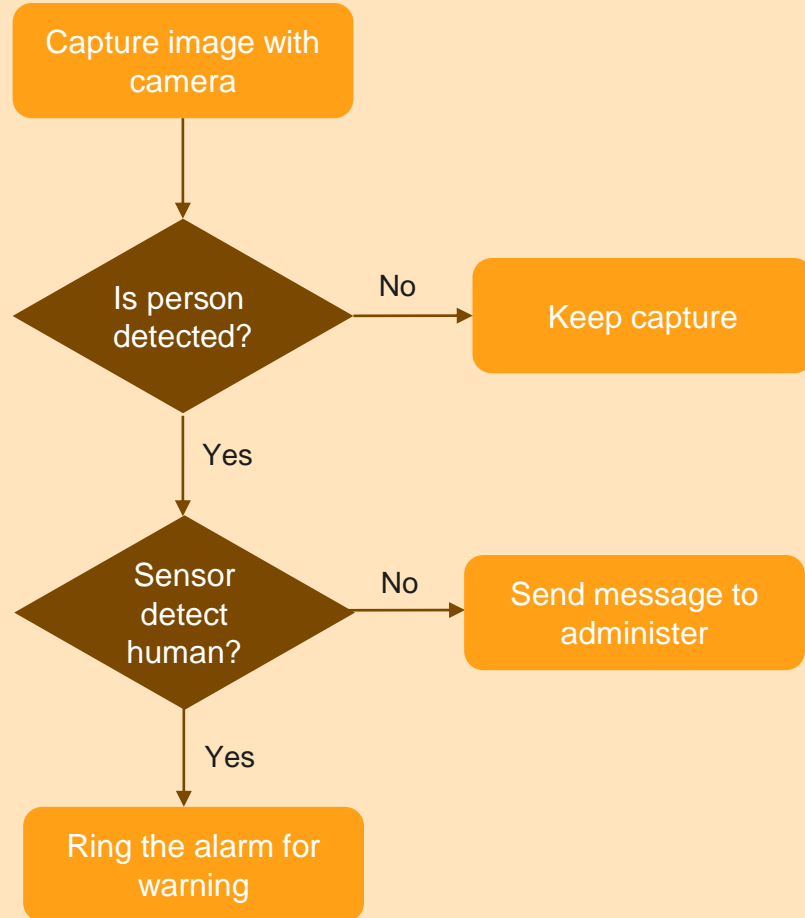 Capture image with
camera
Is person
detected?
No
Keep capture
Yes
Sensor
detect
human?
No
Send message to
administer
Yes
Ring the alarm for
warning